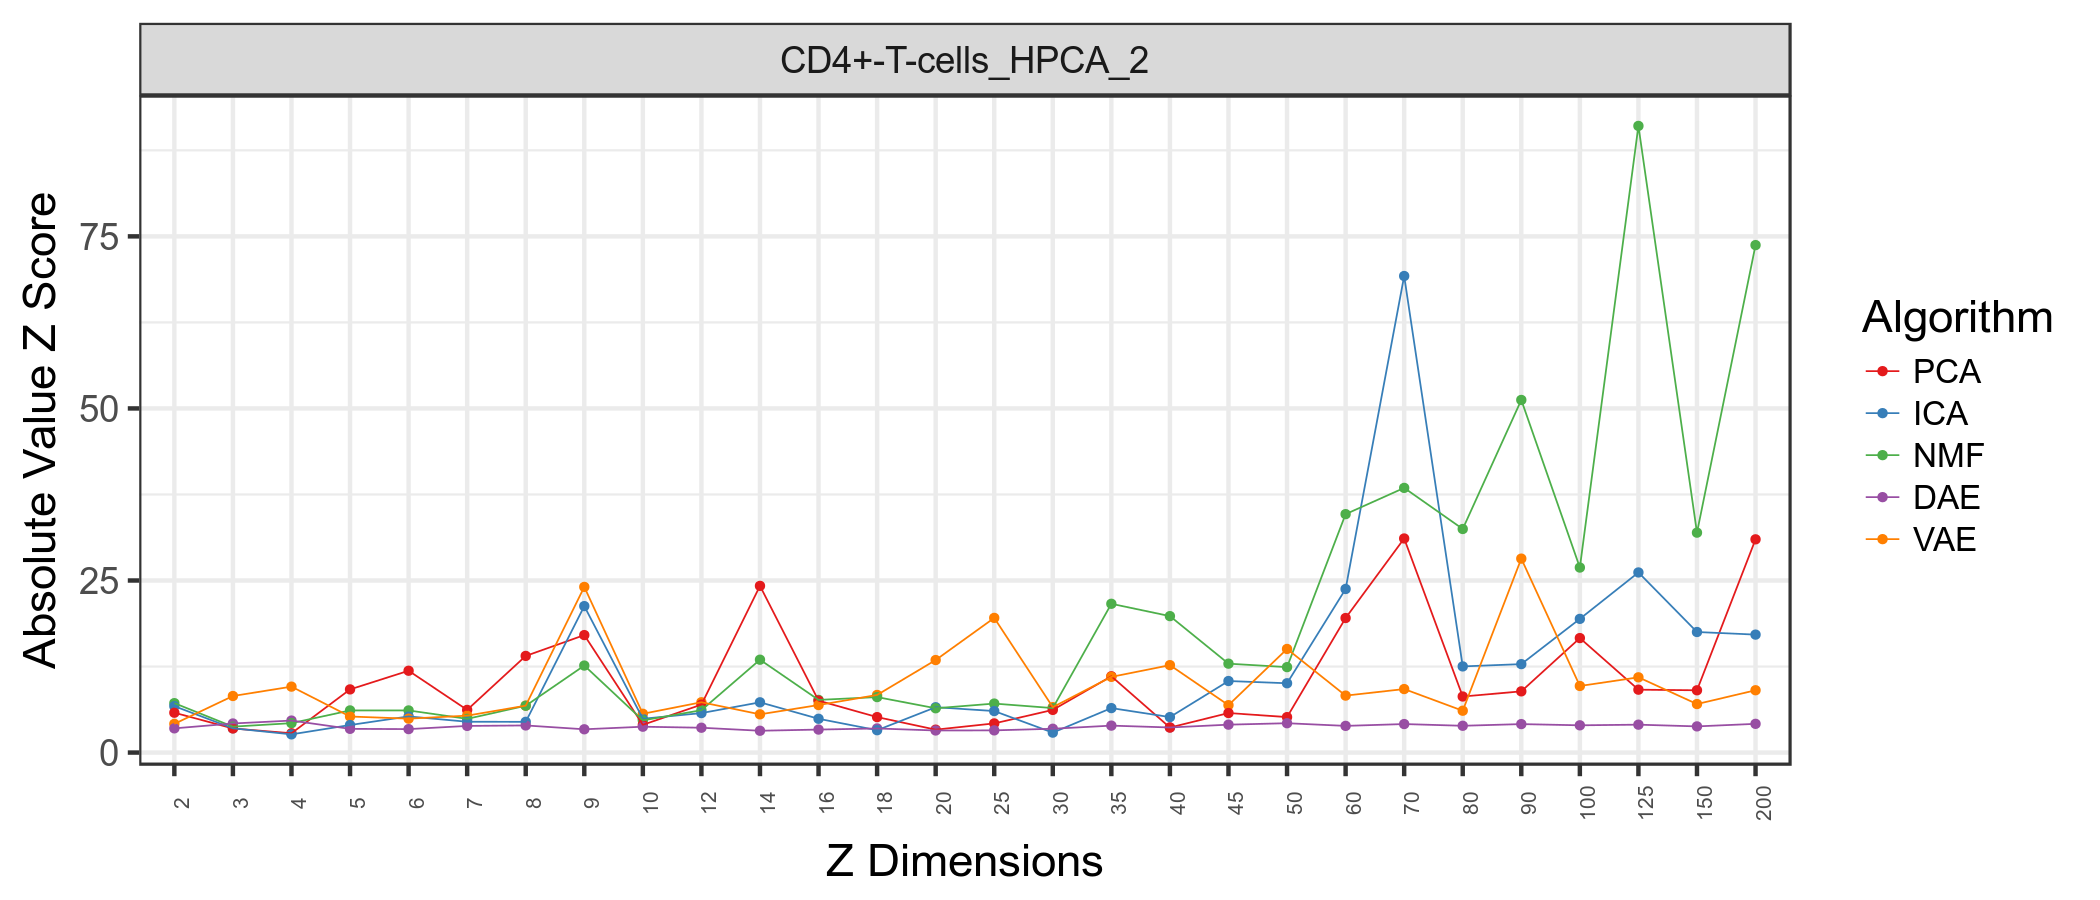 CD4+-T-cells_HPCA_2
Absolute Value Z Score
75
50
25
0
2 3 4 5 6 7 8 9 10 12 14 16 18 20 25 30 35 40 45 50 60 70 80 90 100 125 150 200
Z Dimensions
Algorithm
PCA
ICA
NMF
DAE
VAE